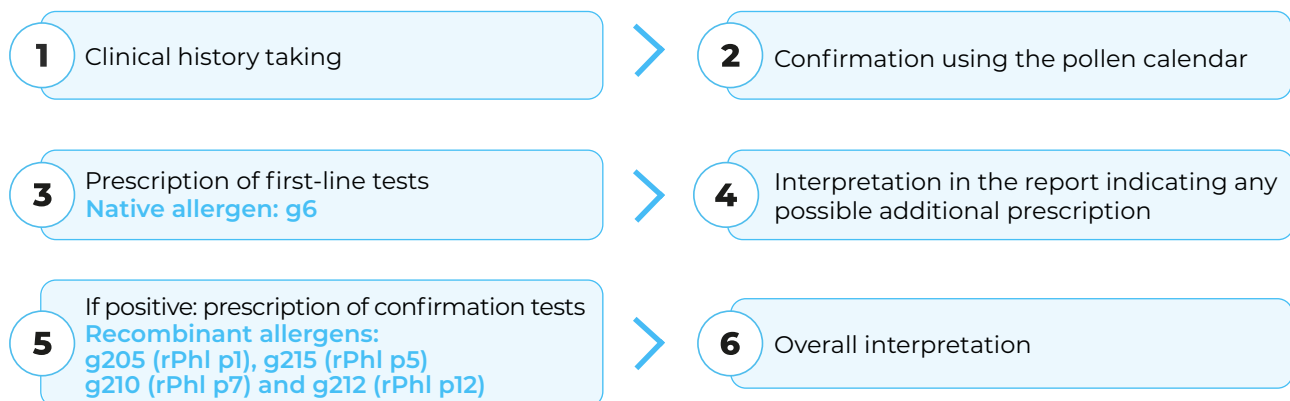 1
Clinical history taking
2
Confirmation using the pollen calendar
3
Prescription of first-line tests
Native allergen: g6
4
Interpretation in the report indicating any
possible additional prescription
5
If positive: prescription of confirmation tests
Recombinant allergens:
g205 (rPhl p1), g215 (rPhl p5)
g210 (rPhl p7) and g212 (rPhl p12)
6
Overall interpretation